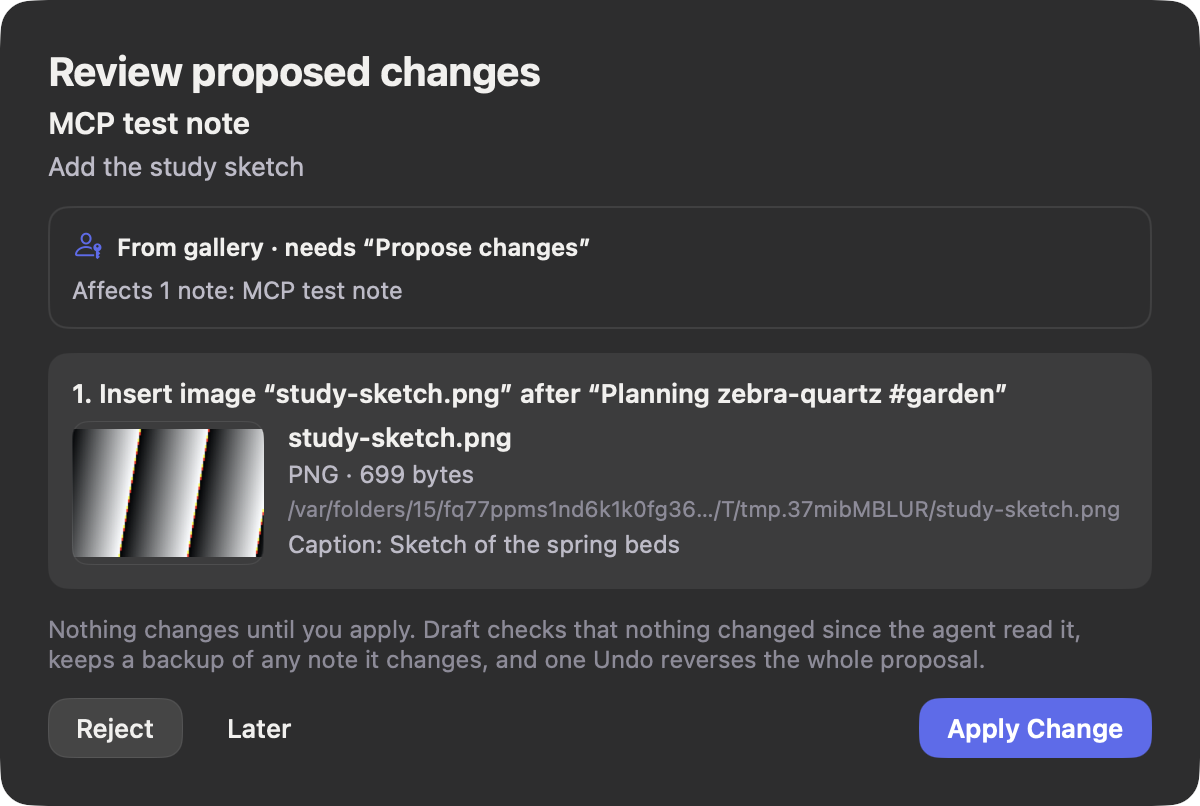 Review proposed changes
MCP test note
Add the study sketch
From gallery · needs “Propose changes”
Affects 1 note: MCP test note
1. Insert image “study-sketch.png” after “Planning zebra-quartz #garden”
study-sketch.png
PNG · 699 bytes
/var/folders/15/fq77ppms1nd6k1k0fg36…/T/tmp.37mibMBLUR/study-sketch.png
Caption: Sketch of the spring beds
Nothing changes until you apply. Draft checks that nothing changed since the agent read it,
keeps a backup of any note it changes, and one Undo reverses the whole proposal.
Reject
Later
Apply Change